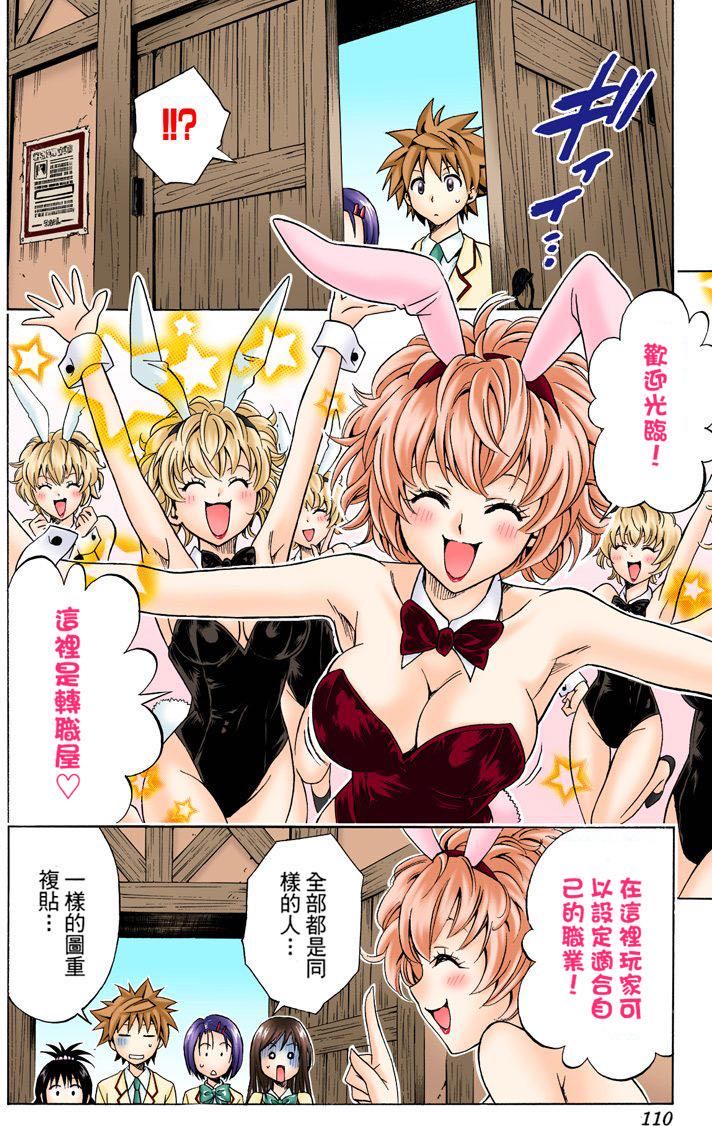 ギィィ…
!!?
歡迎光臨！
這裡是轉職屋♡
在這裡玩家可
以設定適合自
己的職業！
全部都是同
樣的人…
一樣的圖重
複貼…
110